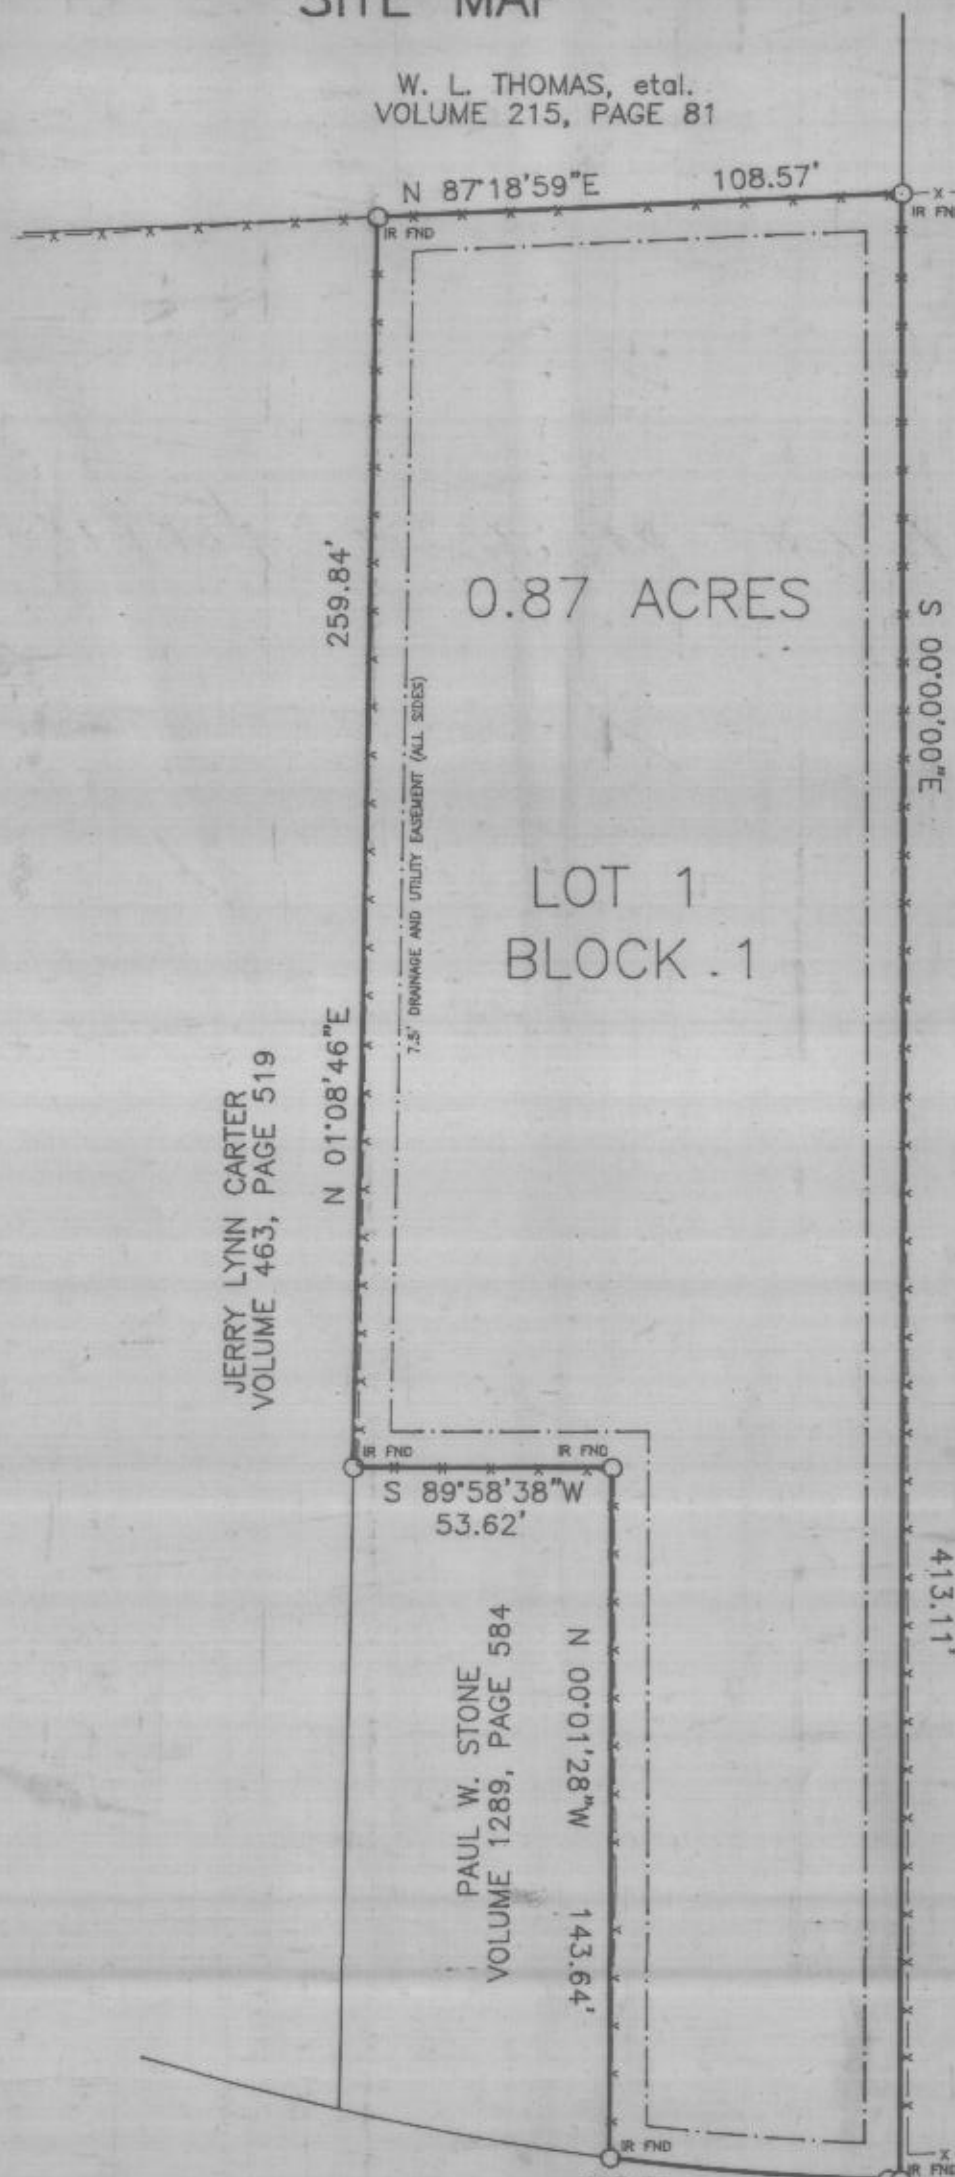 SITE MAP
W. L. THOMAS, etal.
VOLUME 215, PAGE 81
N 87°18'59"E 108.57'
IR FND
IR FND
259.84'
0.87 ACRES
S 00°00'00"E
7.5' DRAINAGE AND UTILITY EASEMENT (ALL SIDES)
LOT 1
BLOCK 1
N 01°08'46"E
JERRY LYNN CARTER
VOLUME 463, PAGE 519
IR FND
IR FND
S 89°58'38"W
53.62'
413.11'
PAUL W. STONE
VOLUME 1289, PAGE 584
N 00°01'28"W 143.64'
IR FND
IR FND